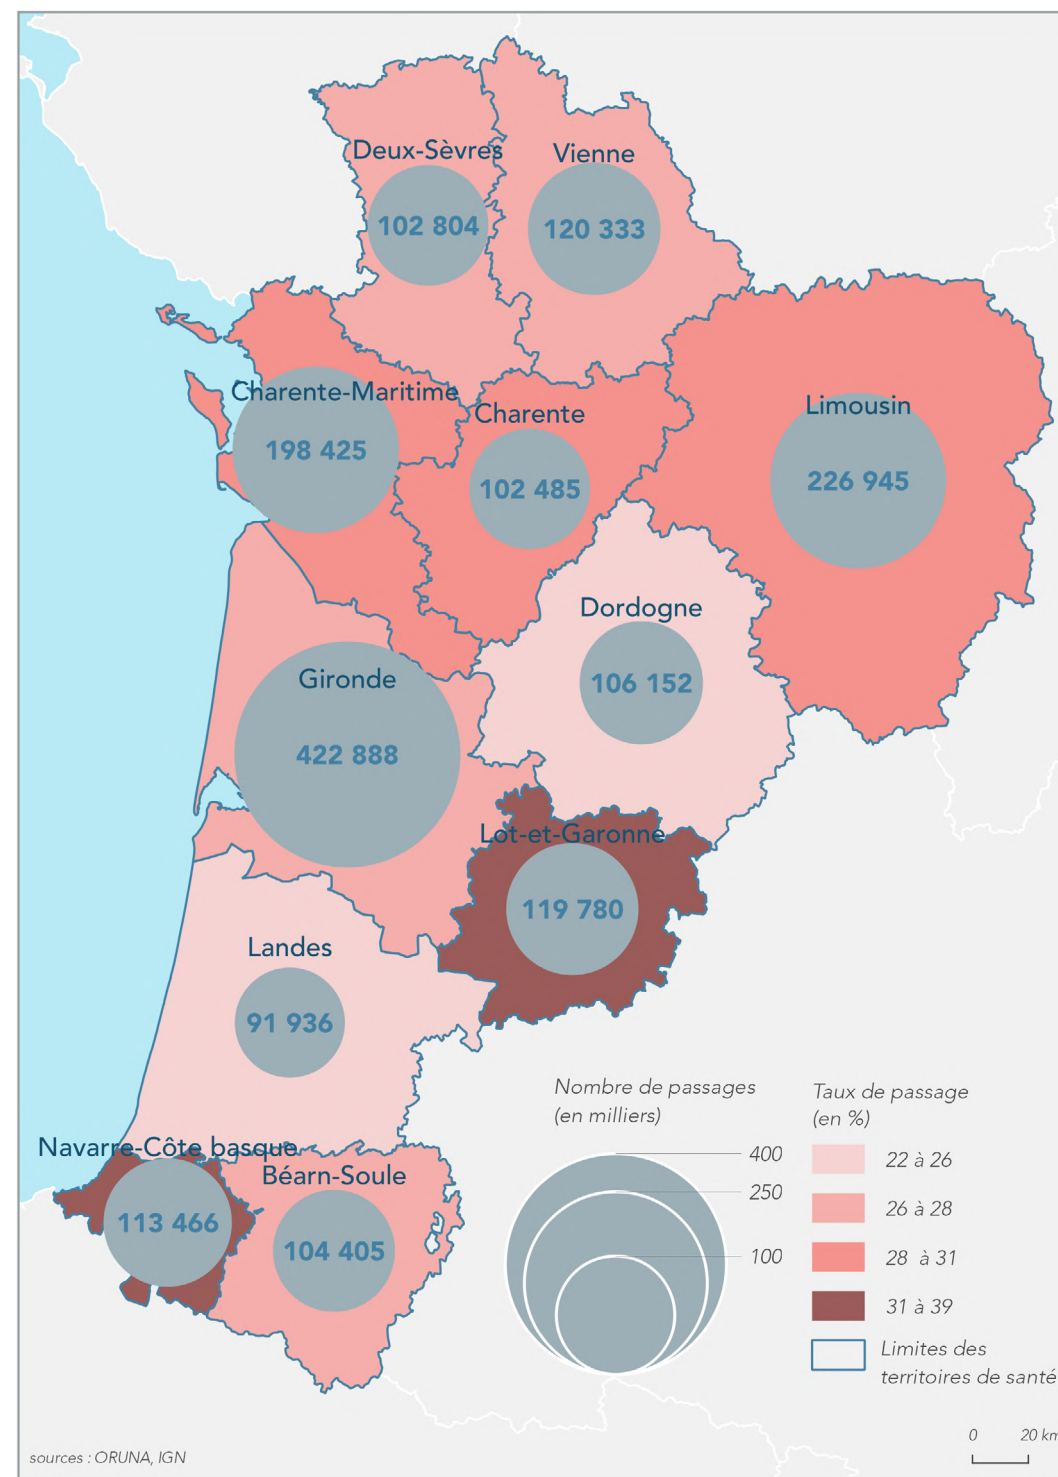 Deux-Sèvres
102 804
Vienne
120 333
Charente-Maritime
198 425
Charente
102 485
Limousin
226 945
Dordogne
106 152
Gironde
422 888
Lot-et-Garonne
119 780
Landes
91 936
Navarre-Côte basque
113 466
Béarn-Soule
104 405
Nombre de passages
(en milliers)
400
250
100
Taux de passage
(en %)
22 à 26
26 à 28
28 à 31
31 à 39
Limites des
territoires de santé
0 20 km
sources : ORUNA, IGN